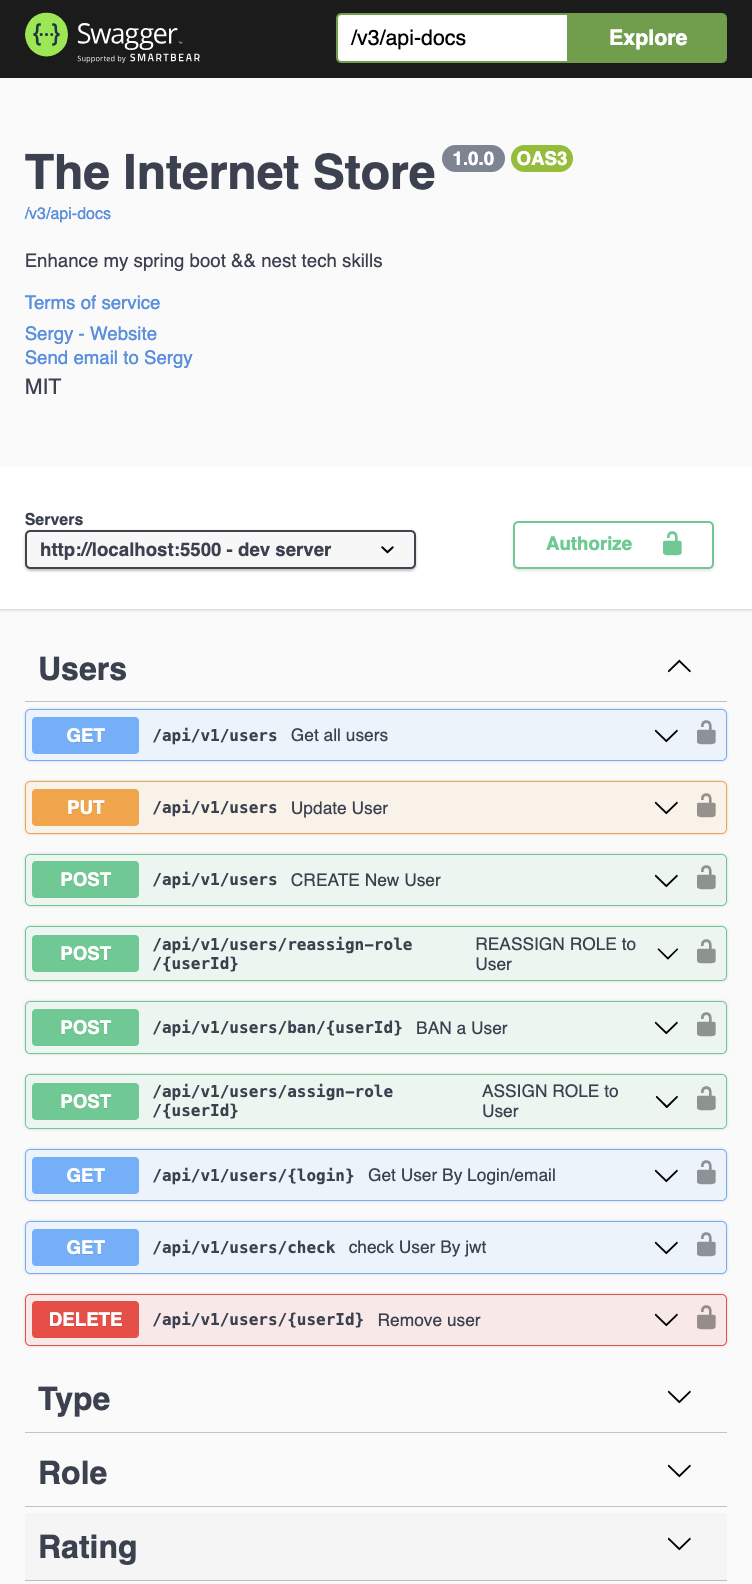 Swagger
Supported by SMARTBEAR
/v3/api-docs
Explore
The Internet Store 1.0.0 OAS3
/v3/api-docs
Enhance my spring boot && nest tech skills
Terms of service
Sergy - Website
Send email to Sergy
MIT
Servers
http://localhost:5500 - dev server
Authorize
Users
GET /api/v1/users Get all users
PUT /api/v1/users Update User
POST /api/v1/users CREATE New User
POST /api/v1/users/reassign-role
/{userId}
REASSIGN ROLE to
User
POST /api/v1/users/ban/{userId} BAN a User
POST /api/v1/users/assign-role
/{userId}
ASSIGN ROLE to
User
GET /api/v1/users/{login} Get User By Login/email
GET /api/v1/users/check check User By jwt
DELETE /api/v1/users/{userId} Remove user
Type
Role
Rating